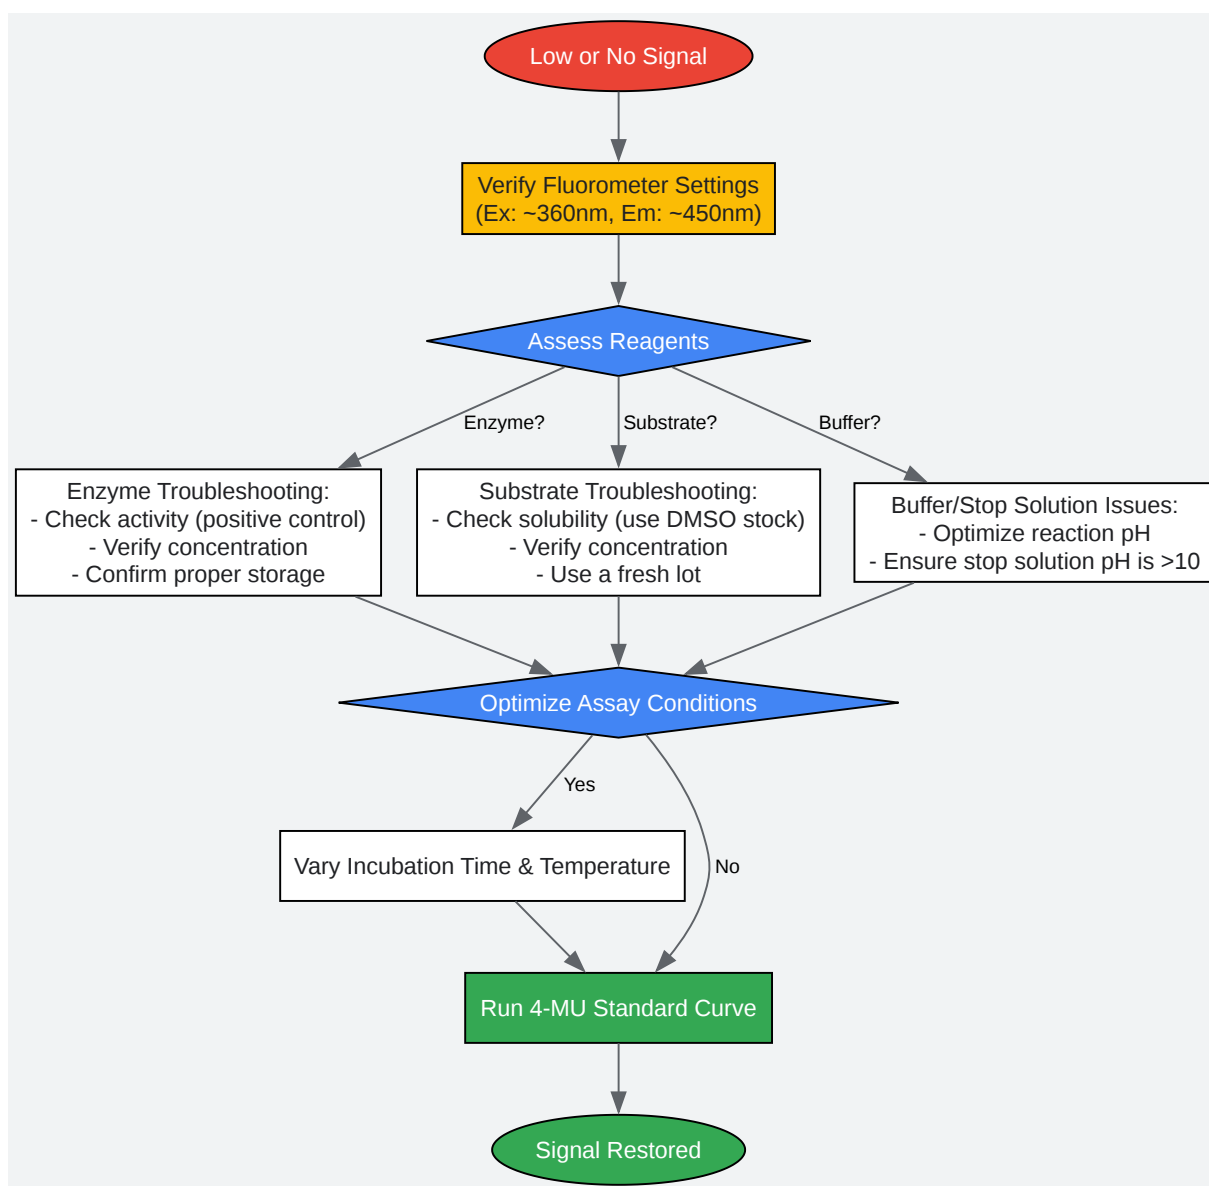 Low or No Signal
Verify Fluorometer Settings
(Ex: ~360nm, Em: ~450nm)
Assess Reagents
Enzyme?
Substrate?
Buffer?
Enzyme Troubleshooting:
- Check activity (positive control)
- Verify concentration
- Confirm proper storage
Substrate Troubleshooting:
- Check solubility (use DMSO stock)
- Verify concentration
- Use a fresh lot
Buffer/Stop Solution Issues:
- Optimize reaction pH
- Ensure stop solution pH is >10
Optimize Assay Conditions
Yes
Vary Incubation Time & Temperature
No
Run 4-MU Standard Curve
Signal Restored